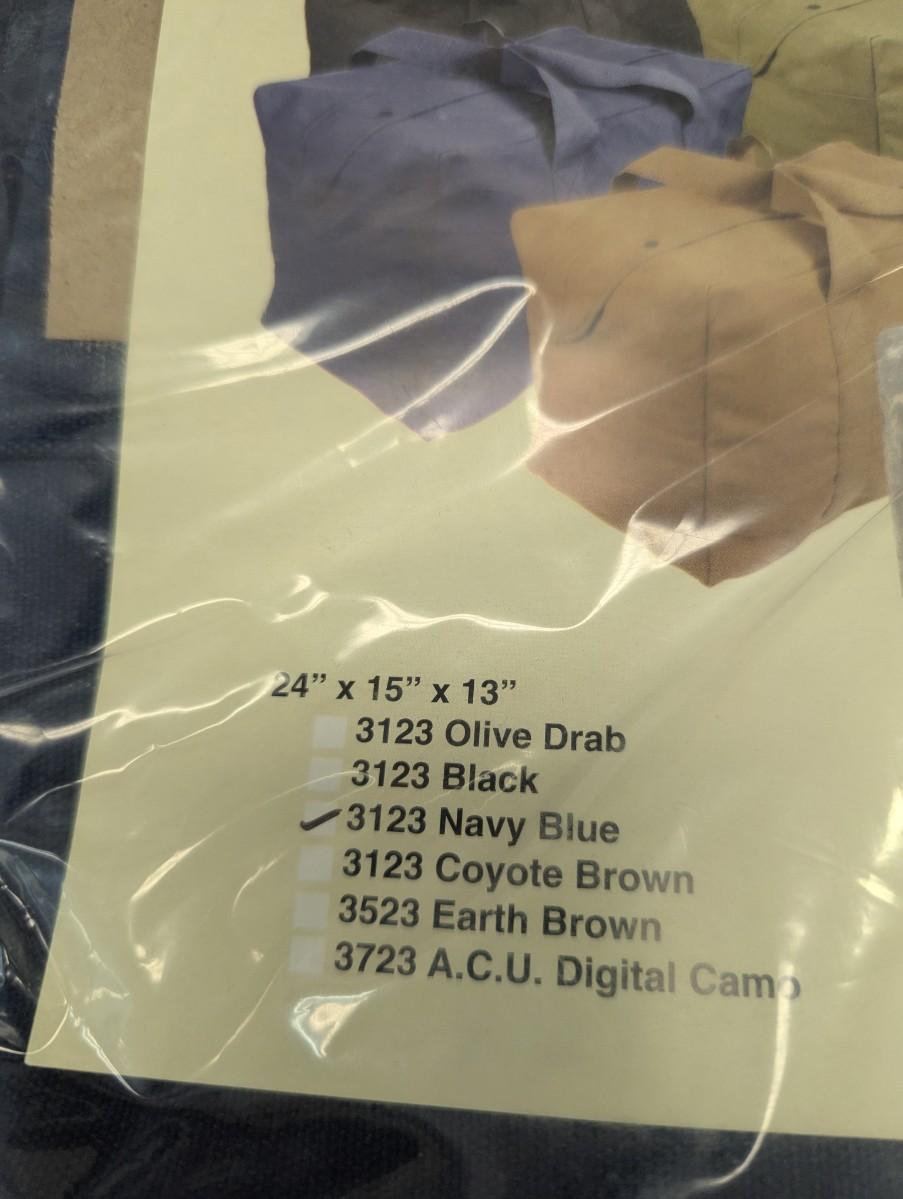 24” x 15” x 13”
3123 Olive Drab
3123 Black
3123 Navy Blue
3123 Coyote Brown
3523 Earth Brown
3723 A.C.U. Digital Camo